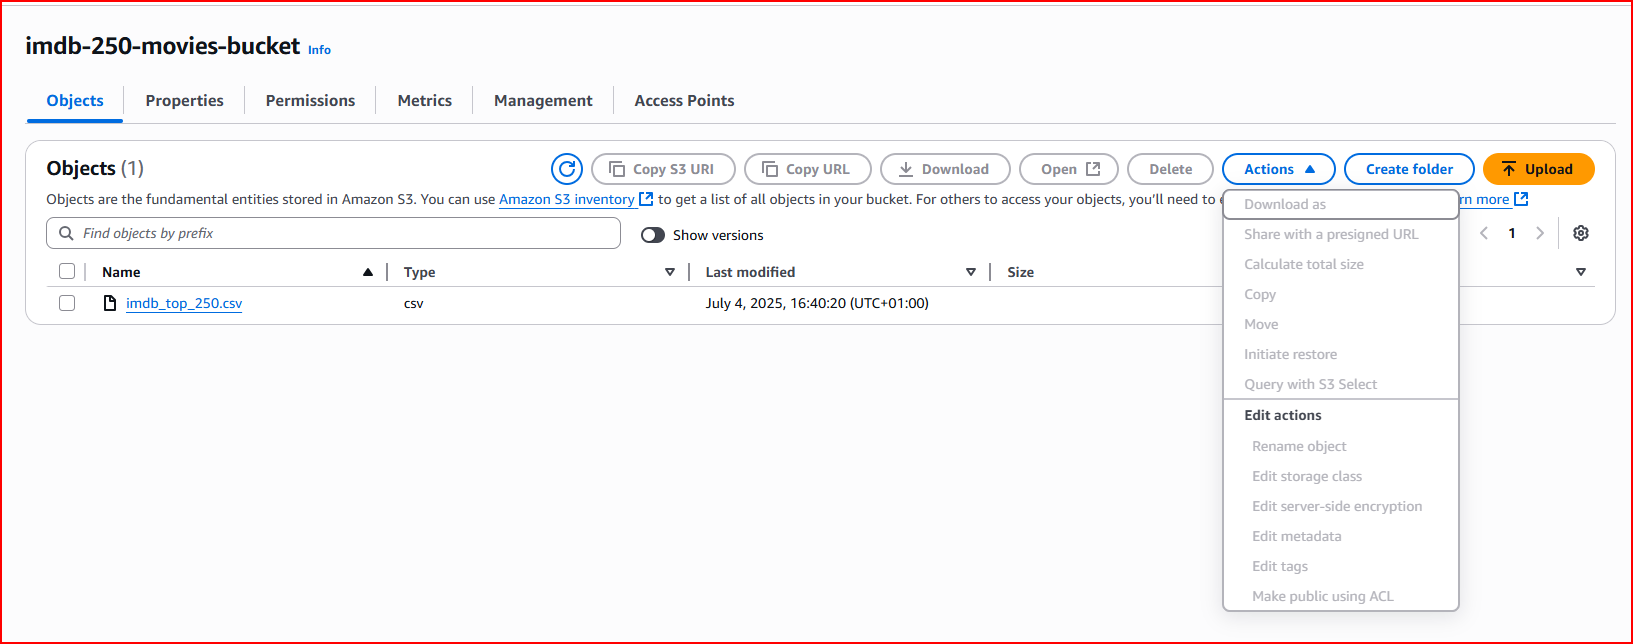 imdb-250-movies-bucket Info
Objects Properties Permissions Metrics Management Access Points
Objects (1) Copy S3 URI Copy URL Download Open Delete Actions Create folder Upload
Objects are the fundamental entities stored in Amazon S3. You can use Amazon S3 inventory to get a list of all objects in your bucket. For others to access your objects, you'll need to
Find objects by prefix Show versions 1
Name Type Last modified Size
imdb_top_250.csv csv July 4, 2025, 16:40:20 (UTC+01:00)
Download as
Share with a presigned URL
Calculate total size
Copy
Move
Initiate restore
Query with S3 Select
Edit actions
Rename object
Edit storage class
Edit server-side encryption
Edit metadata
Edit tags
Make public using ACL